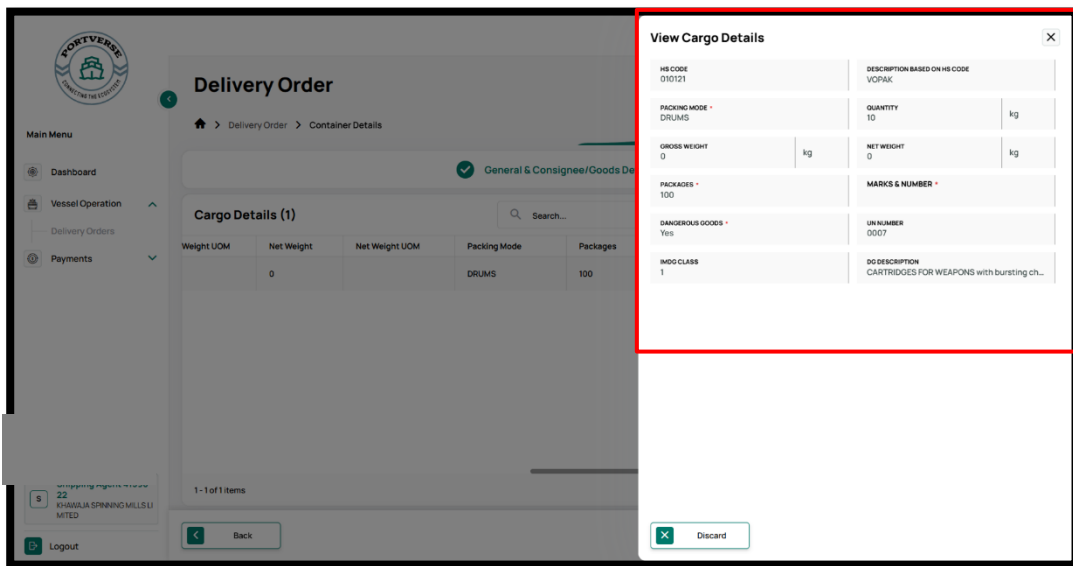 PORTVERSE
CONNECTING THE ECOSYSTEM
Main Menu
Dashboard
Vessel Operation
Delivery Orders
Payments
22
KHAWAJA SPINNING MILLS LI
MITED
S
Logout
Delivery Order
> Delivery Order > Container Details
General & Consignee/Goods De
Cargo Details (1)
Search...
Weight UOM Net Weight Net Weight UOM Packing Mode Packages
0 DRUMS 100
1-1 of 1 items
Back
View Cargo Details
HS CODE
010121
DESCRIPTION BASED ON HS CODE
VOPAK
PACKING MODE *
DRUMS
QUANTITY
10
kg
GROSS WEIGHT
0
kg
NET WEIGHT
0
kg
PACKAGES *
100
MARKS & NUMBER *
DANGEROUS GOODS *
Yes
UN NUMBER
0007
IMDG CLASS
1
DG DESCRIPTION
CARTRIDGES FOR WEAPONS with bursting ch...
Discard